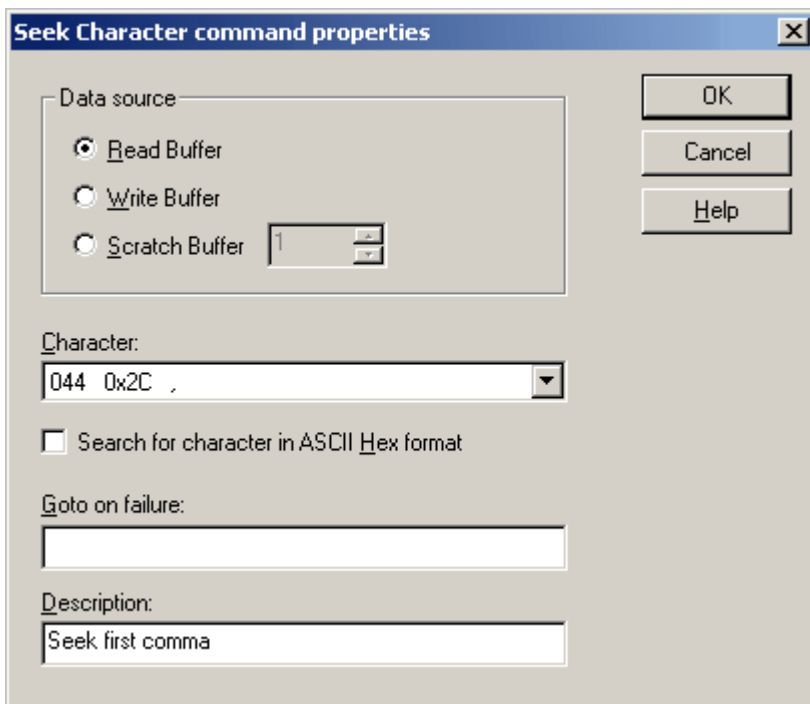 Seek Character command properties
Data source
OK
Read Buffer
Cancel
Write Buffer
Help
Scratch Buffer 1
Character:
044 0x2C ,
Search for character in ASCII Hex format
Goto on failure:
Description:
Seek first comma